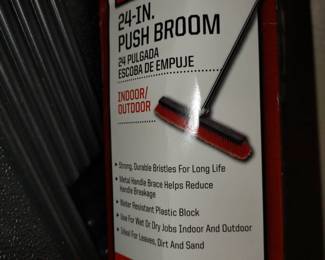 24-IN.
PUSH BROOM
24 PULGADA
ESCOBA DE EMPUJE
INDOOR/
OUTDOOR
• Strong, Durable Bristles For Long Life
• Metal Handle Brace Helps Reduce
Handle Breakage
• Water Resistant Plastic Block
• Use For Wet Or Dry Jobs Indoor And Outdoor
• Ideal For Leaves, Dirt And Sand